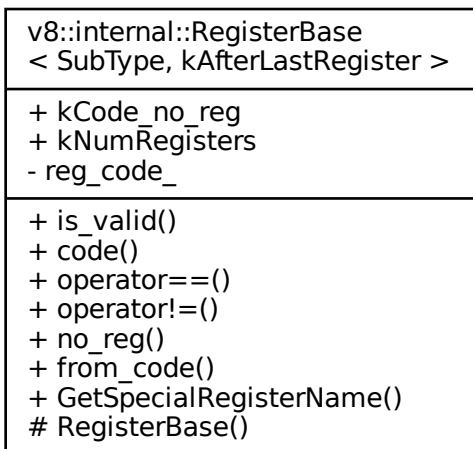 v8::internal::RegisterBase
< SubType, kAfterLastRegister >
+ kCode_no_reg
+ kNumRegisters
- reg_code_
+ is_valid()
+ code()
+ operator==()
+ operator!=()
+ no_reg()
+ from_code()
+ GetSpecialRegisterName()
# RegisterBase()